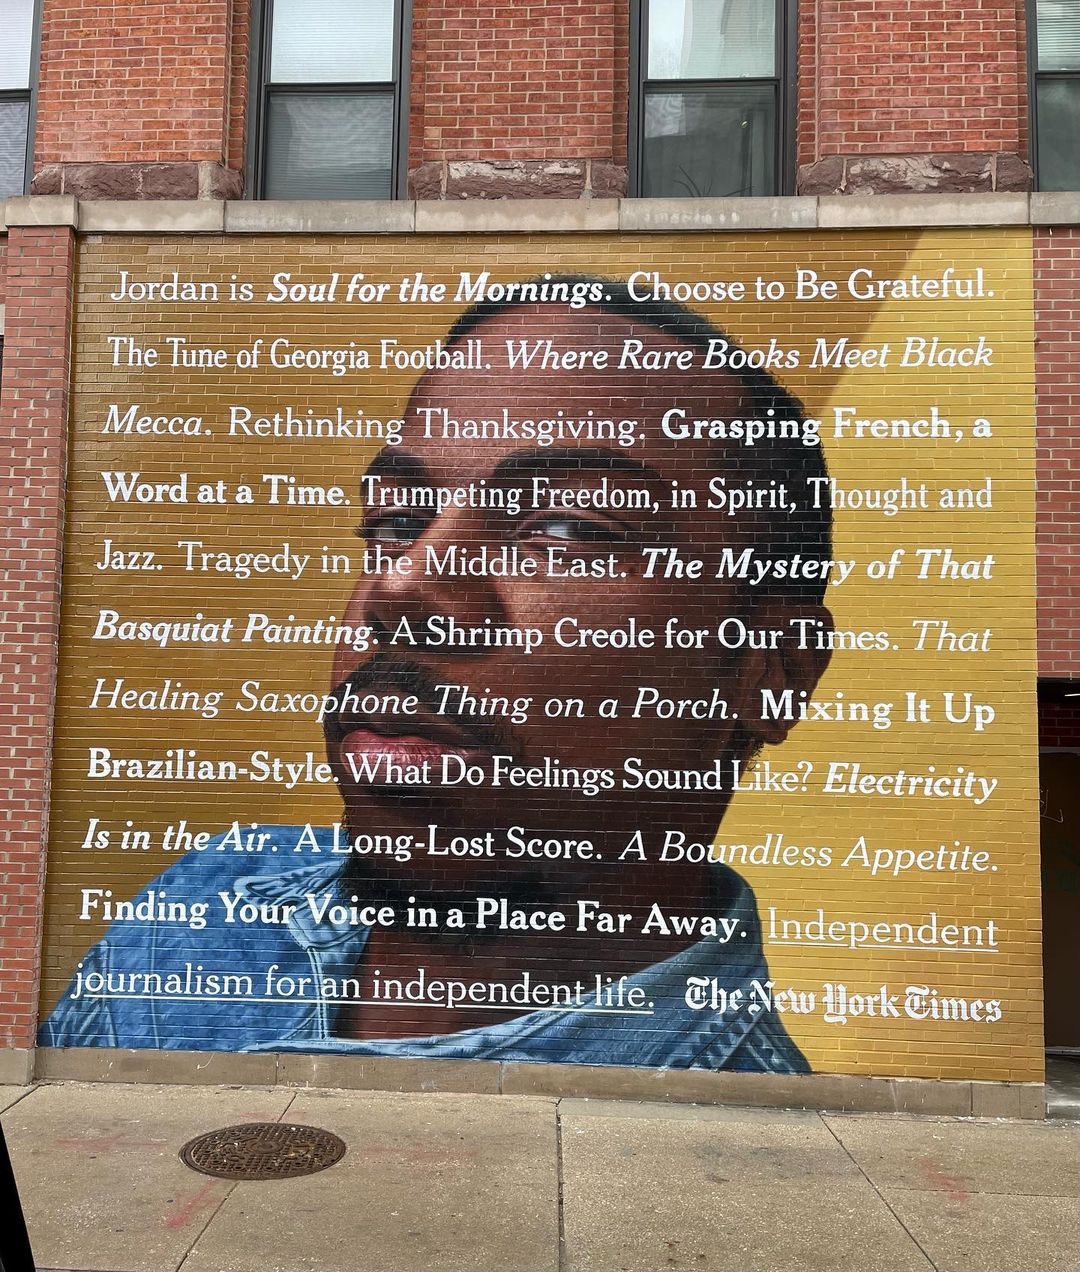 Jordan is Soul for the Mornings. Choose to Be Grateful.
The Tune of Georgia Football. Where Rare Books Meet Black
Mecca. Rethinking Thanksgiving. Grasping French, a
Word at a Time. Trumpeting Freedom, in Spirit, Thought and
Jazz. Tragedy in the Middle East. The Mystery of That
Basquiat Painting. A Shrimp Creole for Our Times. That
Healing Saxophone Thing on a Porch. Mixing It Up
Brazilian-Style. What Do Feelings Sound Like? Electricity
Is in the Air. A Long-Lost Score. A Boundless Appetite.
Finding Your Voice in a Place Far Away. Independent
journalism for an independent life. The New York Times